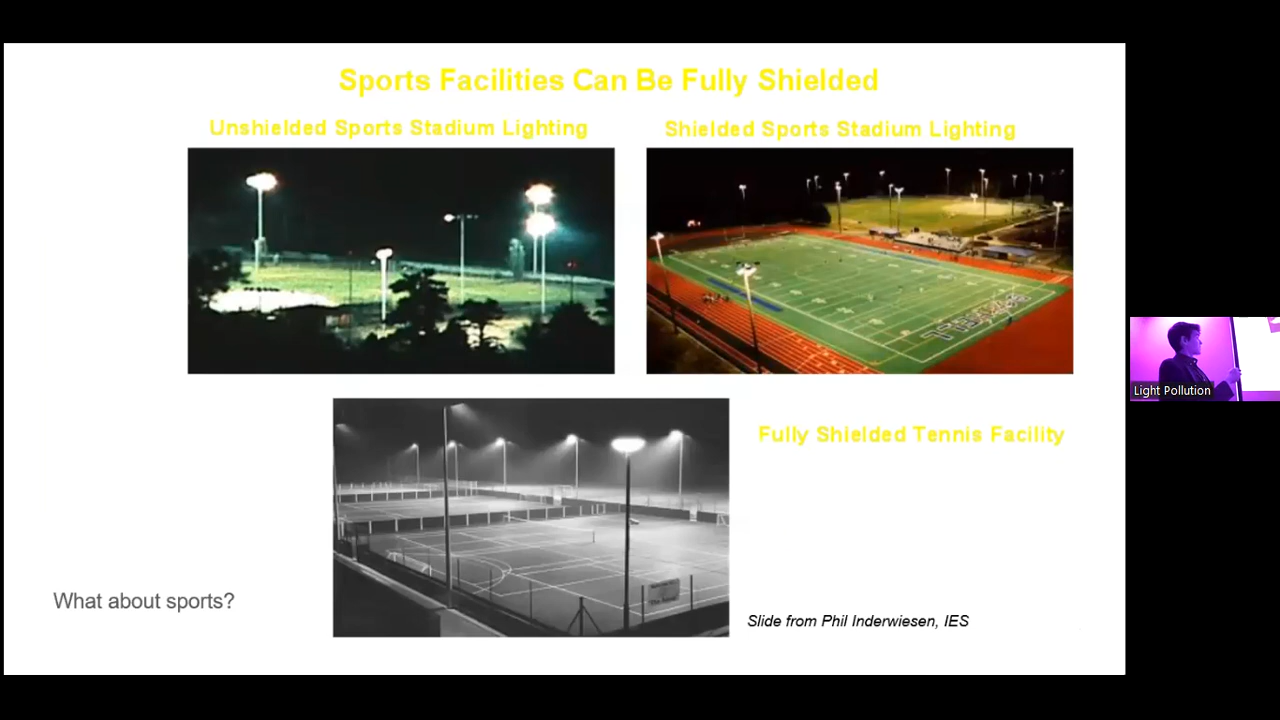 Sports Facilities Can Be Fully Shielded
Unshielded Sports Stadium Lighting
Shielded Sports Stadium Lighting
Fully Shielded Tennis Facility
What about sports?
Slide from Phil Inderwiesen, IES
Light Pollution